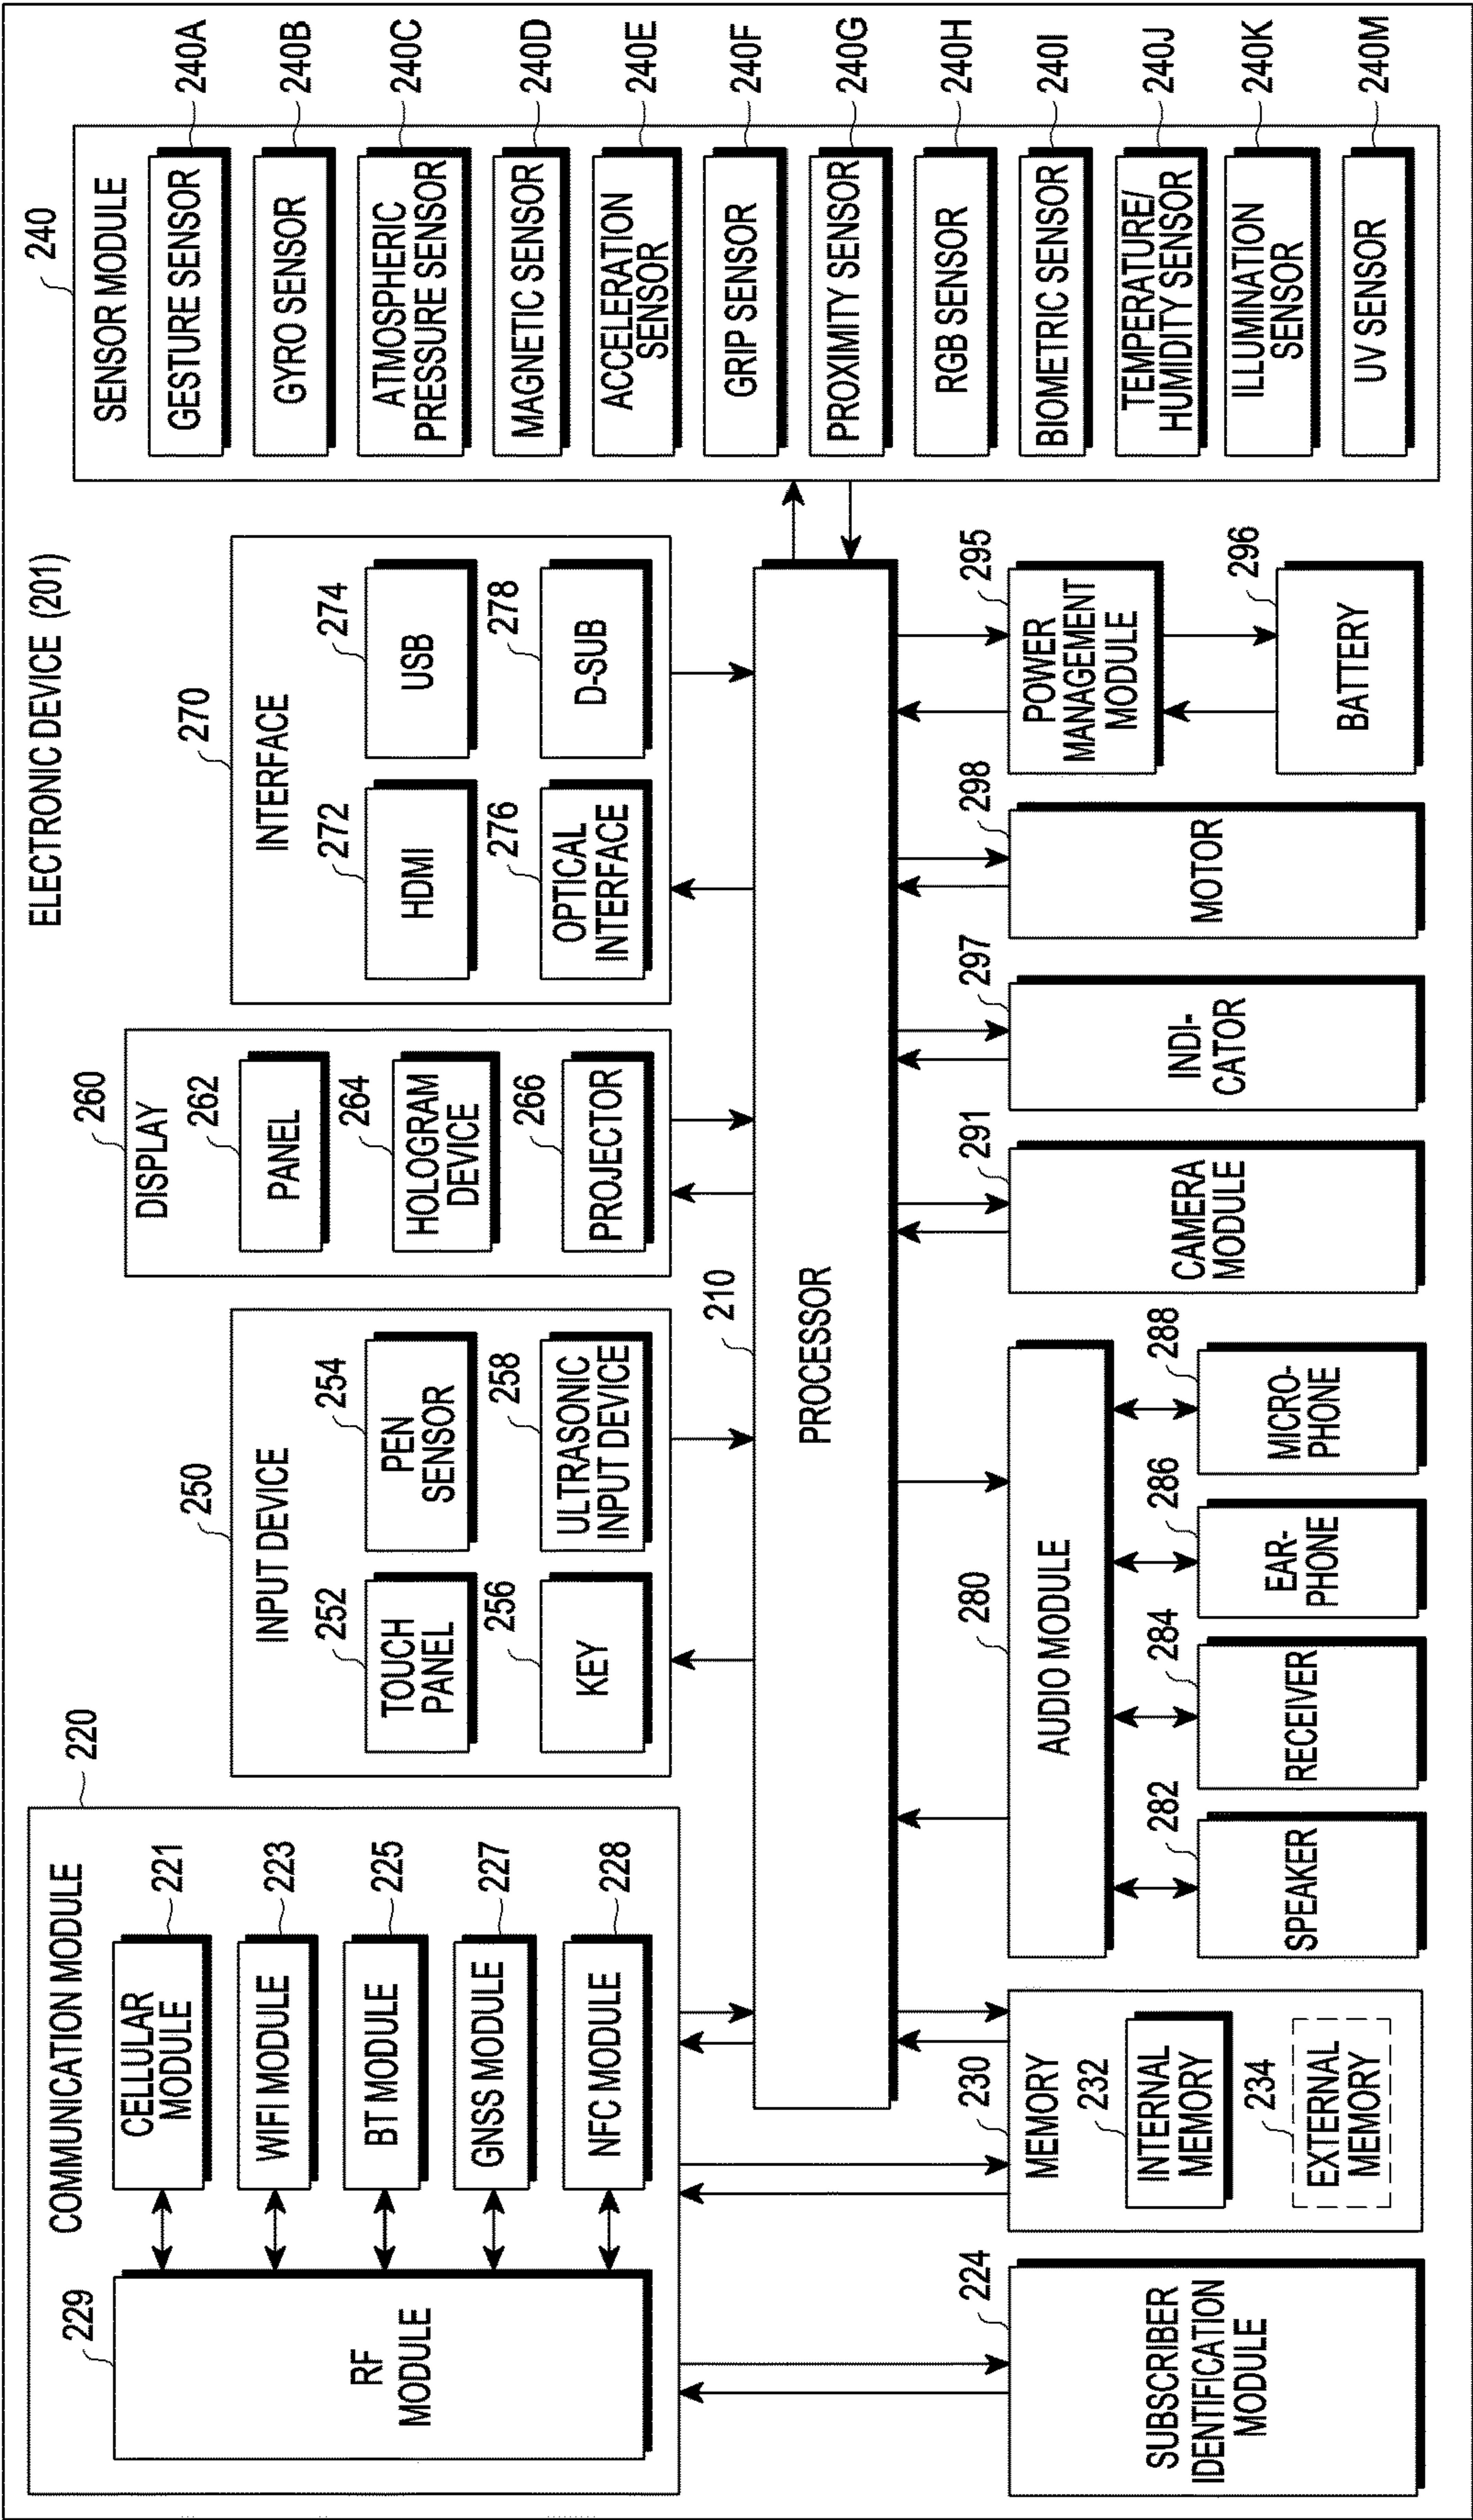 ELECTRONIC DEVICE (201)
220
COMMUNICATION MODULE
229
RF
MODULE
CELLULAR
MODULE
221
WIFI MODULE
223
BT MODULE
225
GNSS MODULE
227
NFC MODULE
228
250
INPUT DEVICE
252
TOUCH
PANEL
254
PEN
SENSOR
256
KEY
258
ULTRASONIC
INPUT DEVICE
260
DISPLAY
262
PANEL
264
HOLOGRAM
DEVICE
266
PROJECTOR
270
INTERFACE
272
HDMI
274
USB
276
OPTICAL
INTERFACE
278
D-SUB
240
SENSOR MODULE
GESTURE SENSOR
240A
GYRO SENSOR
240B
ATMOSPHERIC
PRESSURE SENSOR
240C
MAGNETIC SENSOR
240D
ACCELERATION
SENSOR
240E
GRIP SENSOR
240F
PROXIMITY SENSOR
240G
RGB SENSOR
240H
BIOMETRIC SENSOR
240I
TEMPERATURE/
HUMIDITY SENSOR
240J
ILLUMINATION
SENSOR
240K
UV SENSOR
240M
210
PROCESSOR
224
SUBSCRIBER
IDENTIFICATION
MODULE
230
MEMORY
232
INTERNAL
MEMORY
234
EXTERNAL
MEMORY
280
AUDIO MODULE
282
SPEAKER
284
RECEIVER
286
EAR-
PHONE
288
MICRO-
PHONE
291
CAMERA
MODULE
297
INDI-
CATOR
298
MOTOR
295
POWER
MANAGEMENT
MODULE
296
BATTERY